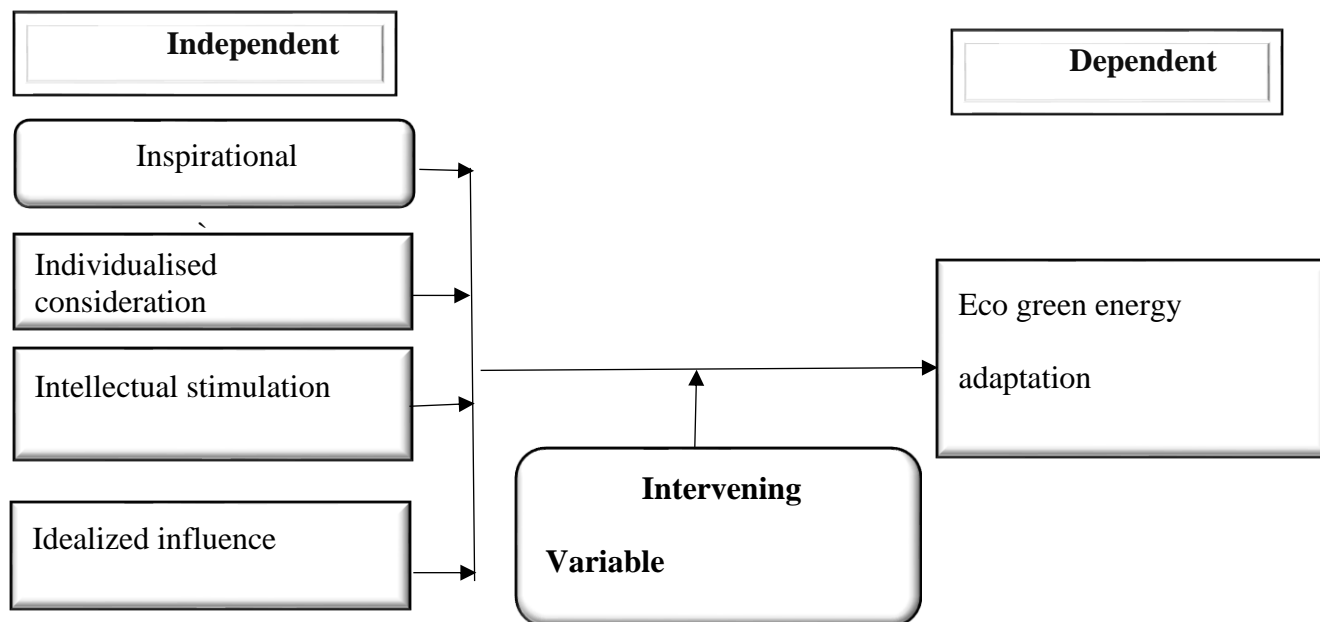 Independent
Dependent
Inspirational
`
Individualised
consideration
Intellectual stimulation
Idealized influence
Intervening
Variable
Eco green energy
adaptation